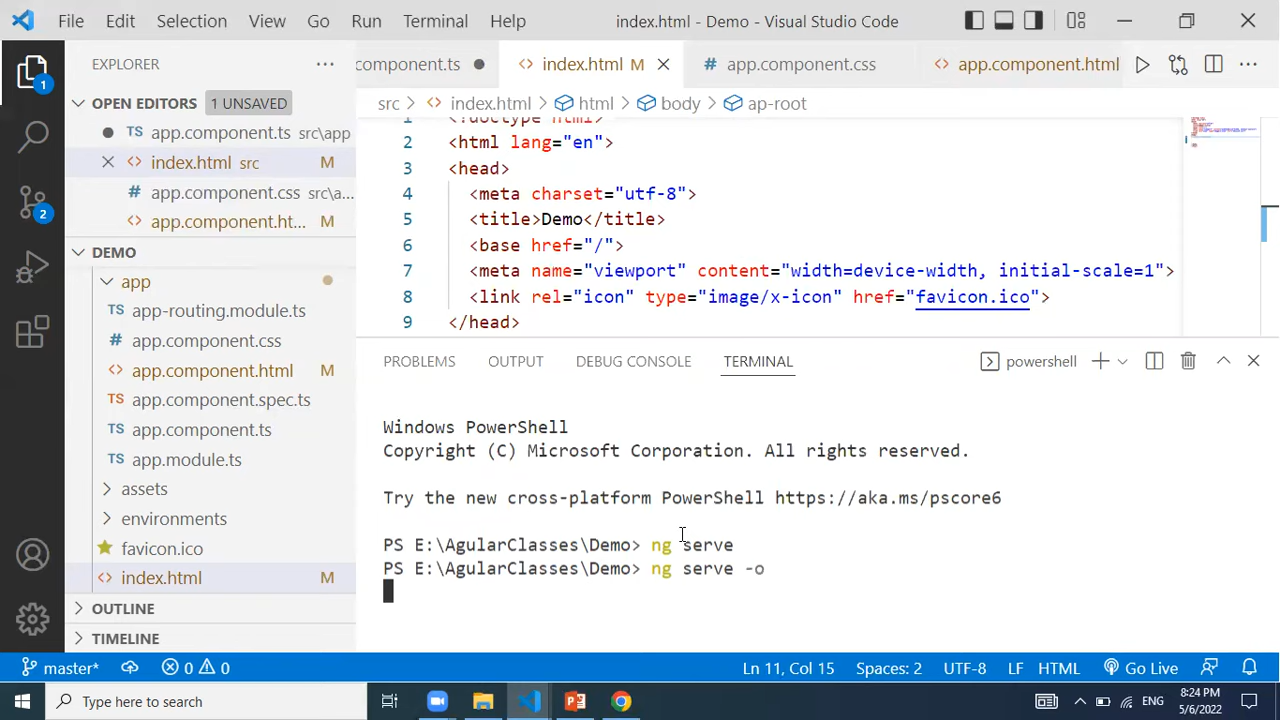 File Edit Selection View Go Run Terminal Help index.html - Demo - Visual Studio Code
EXPLORER
component.ts index.html M app.component.css app.component.html
OPEN EDITORS 1 UNSAVED
src index.html html body ap-root
TS app.component.ts src\app
index.html src M
app.component.css src\a...
app.component.ht... M
DEMO
app
TS app-routing.module.ts
app.component.css
app.component.html M
TS app.component.spec.ts
TS app.component.ts
TS app.module.ts
assets
environments
favicon.ico
index.html M
OUTLINE
TIMELINE
1 <!doctype html>
2 <html lang="en">
3 <head>
4 <meta charset="utf-8">
5 <title>Demo</title>
6 <base href="/">
7 <meta name="viewport" content="width=device-width, initial-scale=1">
8 <link rel="icon" type="image/x-icon" href="favicon.ico">
9 </head>
PROBLEMS OUTPUT DEBUG CONSOLE TERMINAL powershell
Windows PowerShell
Copyright (C) Microsoft Corporation. All rights reserved.
Try the new cross-platform PowerShell https://aka.ms/pscore6
PS E:\AgularClasses\Demo> ng serve
PS E:\AgularClasses\Demo> ng serve -o
1
2
master* 0 0 Ln 11, Col 15 Spaces: 2 UTF-8 LF HTML Go Live
Type here to search
ENG
8:24 PM
5/6/2022